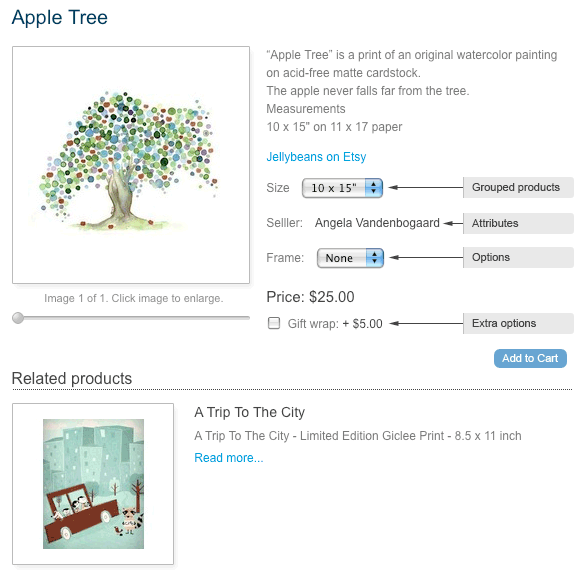 Apple Tree
“Apple Tree” is a print of an original watercolor painting
on acid-free matte cardstock.
The apple never falls far from the tree.
Measurements
10 x 15" on 11 x 17 paper
Jellybeans on Etsy
Size 10 x 15" Grouped products
Selller: Angela Vandenbogaard Attributes
Frame: None Options
Image 1 of 1. Click image to enlarge.
Price: $25.00
Gift wrap: + $5.00 Extra options
Add to Cart
Related products
A Trip To The City
A Trip To The City - Limited Edition Giclee Print - 8.5 x 11 inch
Read more...